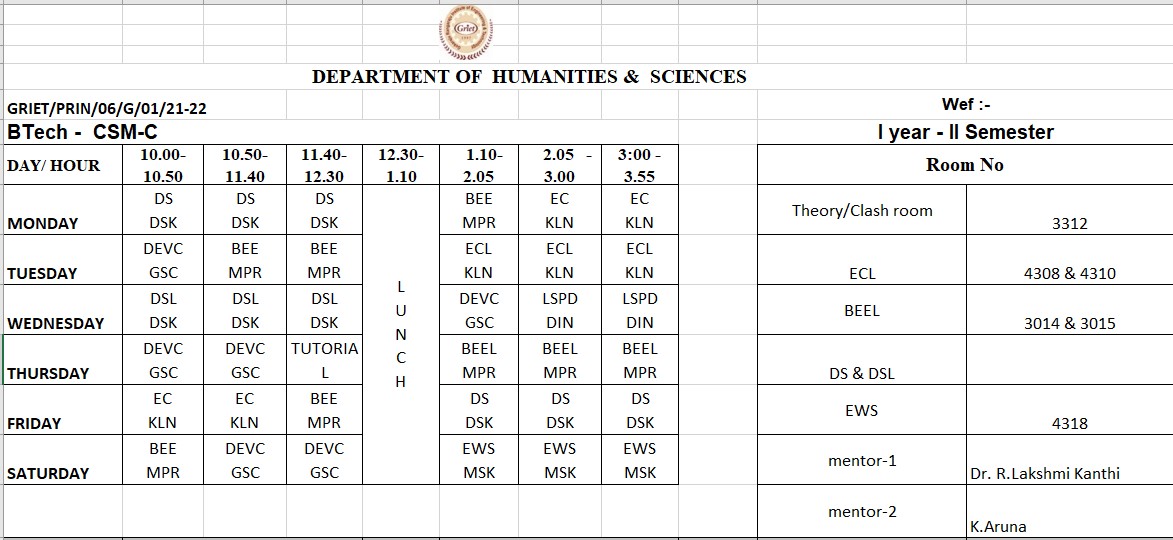 Griet
DEPARTMENT OF HUMANITIES & SCIENCES
GRIET/PRIN/06/G/01/21-22 Wef :-
BTech - CSM-C I year - II Semester
DAY/ HOUR 10.00-10.50 10.50-11.40 11.40-12.30 12.30-1.10 1.10-2.05 2.05 - 3.00 3:00 - 3.55 Room No
DS DS DS BEE EC EC Theory/Clash room
MONDAY DSK DSK DSK MPR KLN KLN 3312
DEVC BEE BEE ECL ECL ECL
TUESDAY GSC MPR MPR KLN KLN KLN ECL 4308 & 4310
LUNCH
DSL DSL DSL DEVC LSPD LSPD BEEL
WEDNESDAY DSK DSK DSK GSC DIN DIN 3014 & 3015
DEVC DEVC TUTORIAL BEEL BEEL BEEL
THURSDAY GSC GSC MPR MPR MPR DS & DSL
EC EC BEE DS DS DS EWS
FRIDAY KLN KLN MPR DSK DSK DSK 4318
BEE DEVC DEVC EWS EWS EWS mentor-1
SATURDAY MPR GSC GSC MSK MSK MSK Dr. R.Lakshmi Kanthi
mentor-2
K.Aruna